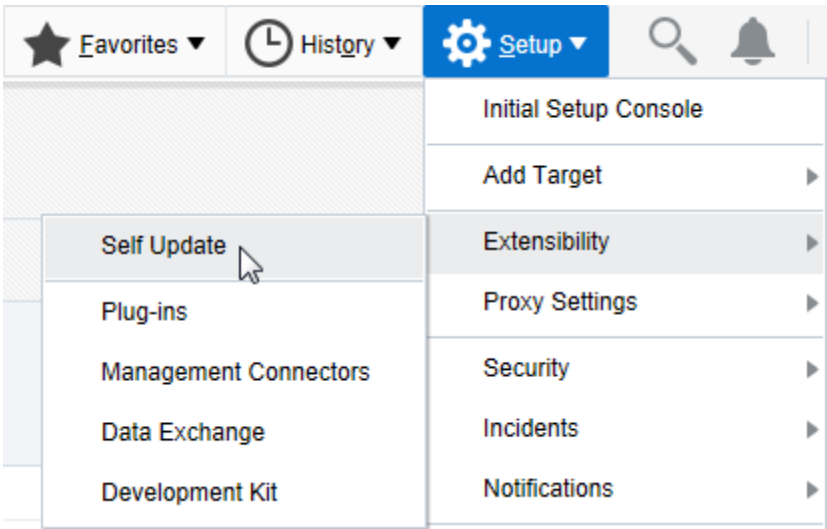 Favorites ▼ History ▼ Setup ▼
Initial Setup Console
Add Target
Extensibility
Proxy Settings
Security
Incidents
Notifications
Self Update
Plug-ins
Management Connectors
Data Exchange
Development Kit